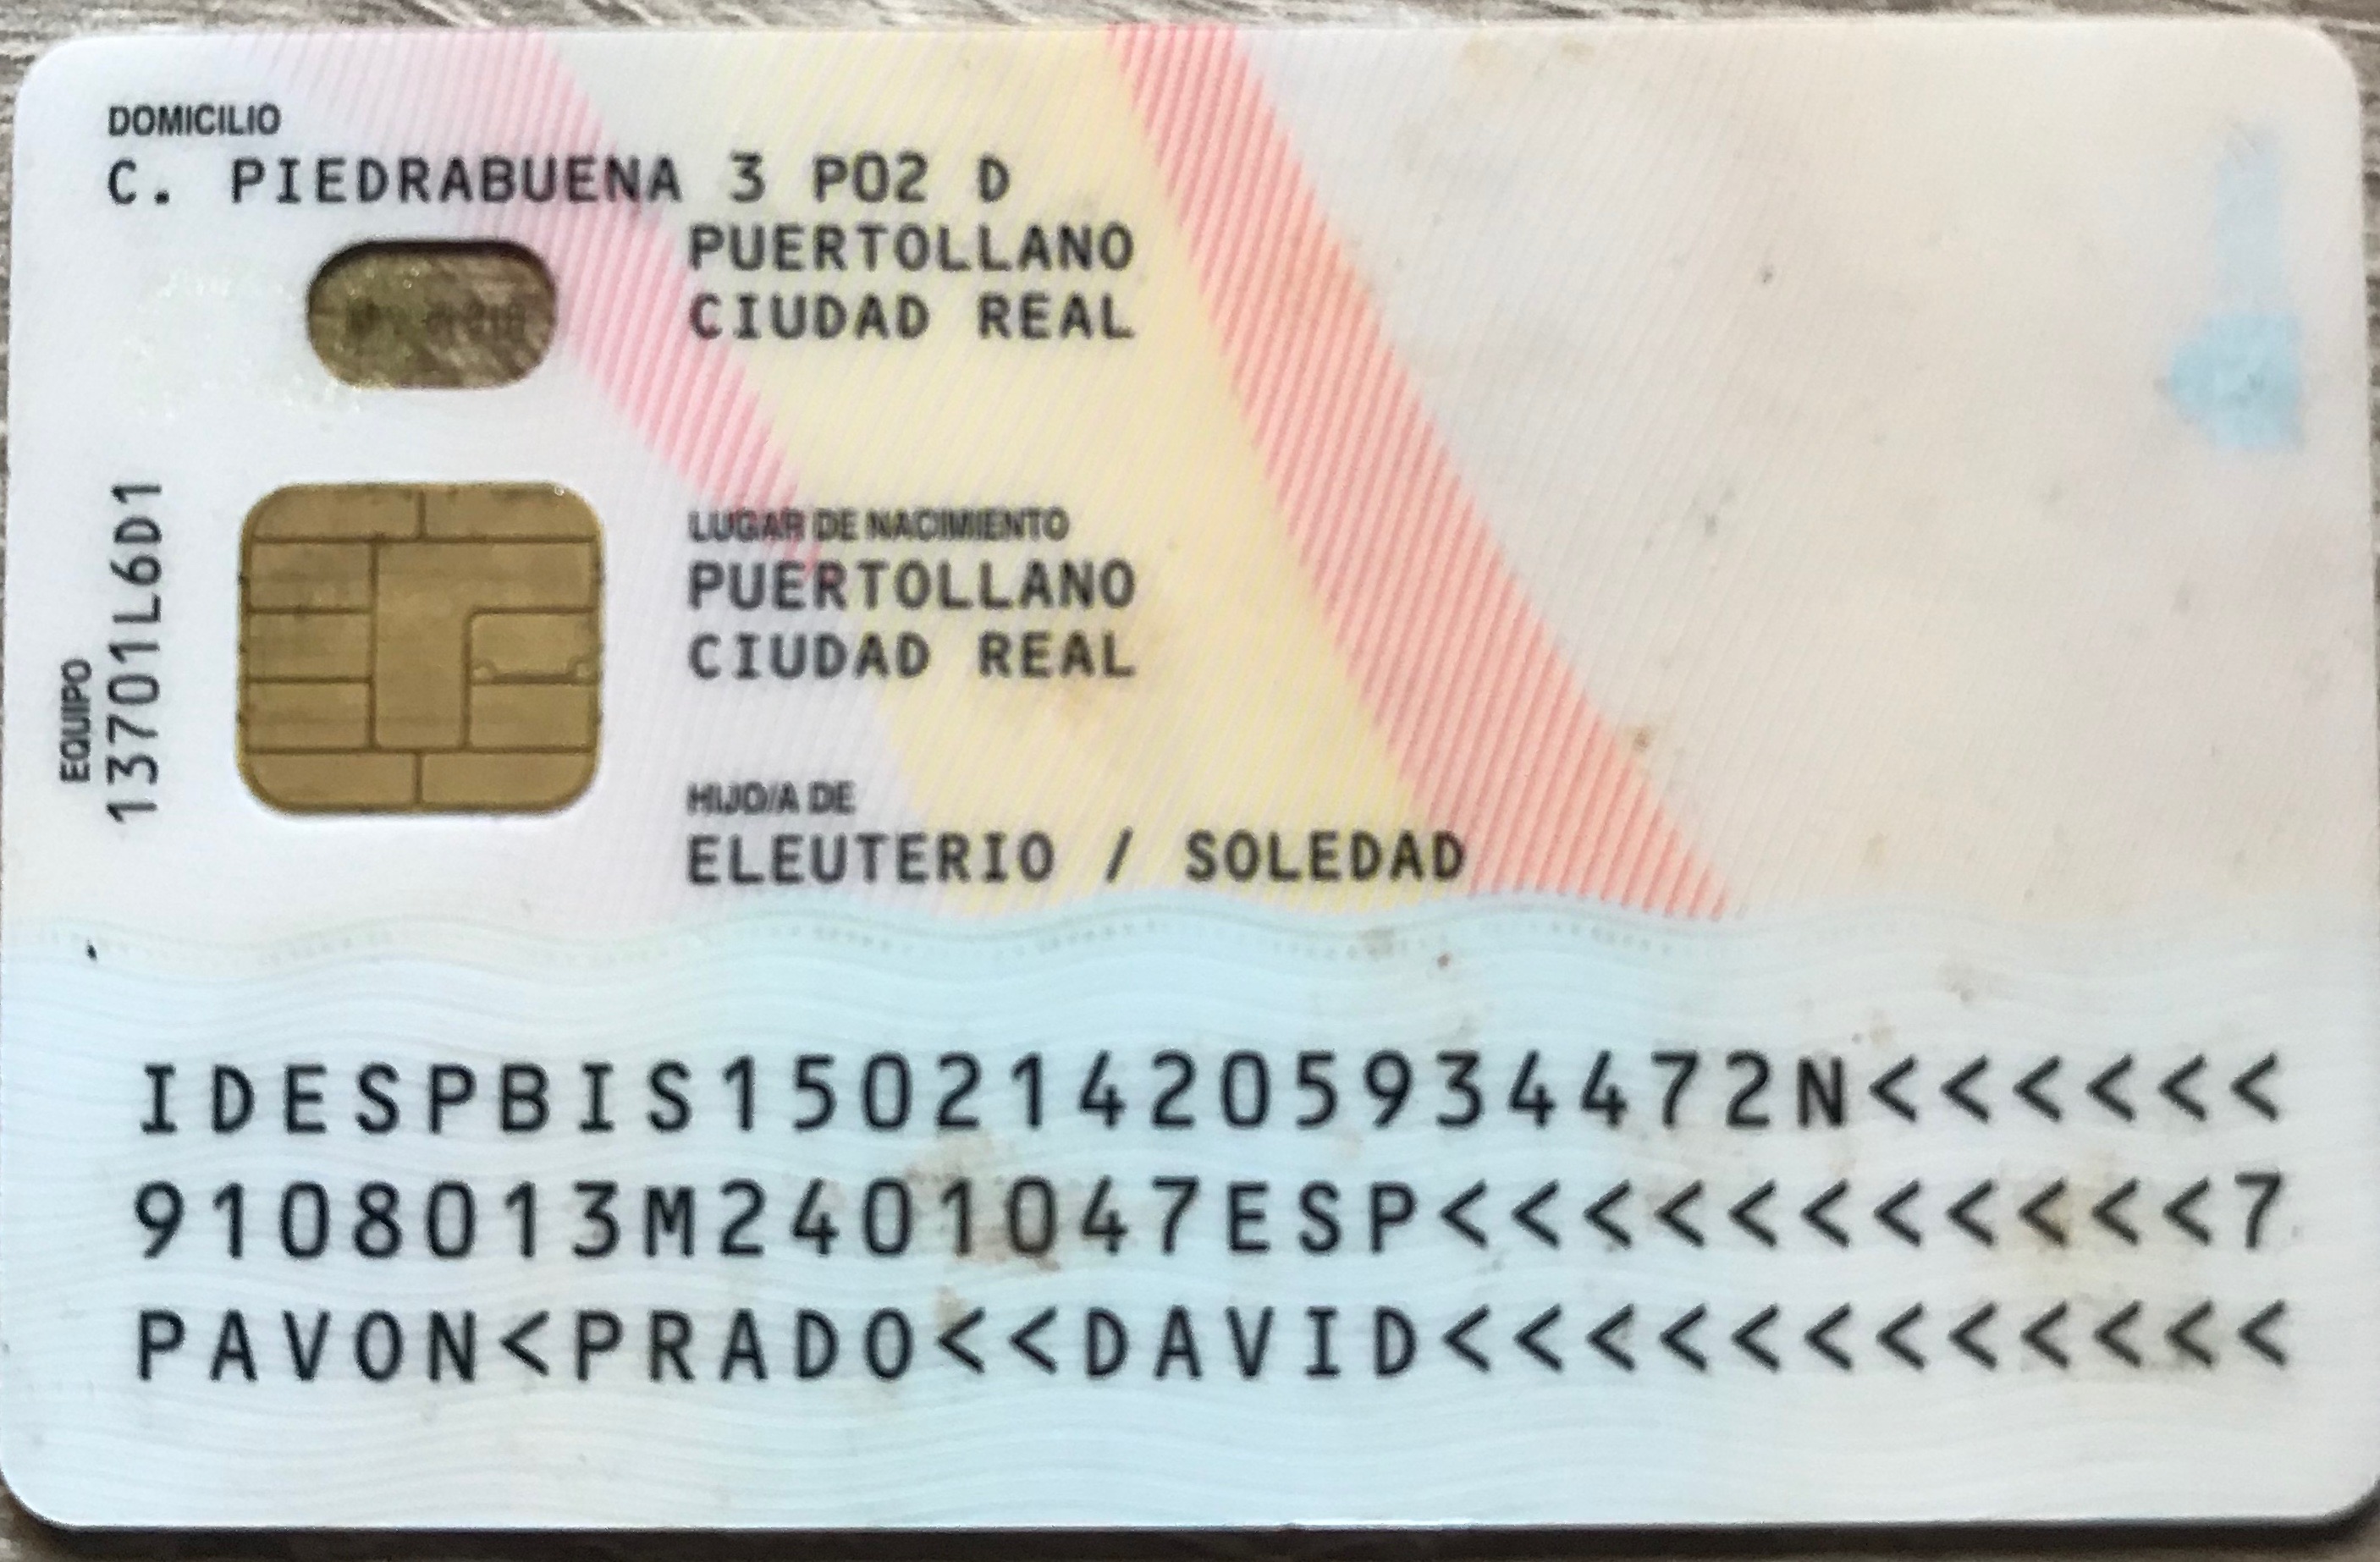 DOMICILIO
C. PIEDRABUENA 3 P02 D
PUERTOLLANO
CIUDAD REAL
LUGAR DE NACIMIENTO
PUERTOLLANO
CIUDAD REAL
HIJO/A DE
ELEUTERIO / SOLEDAD
EQUIPO
13701L6D1
IDESPBIS150214205934472N<<<<<<
9108013M2401047ESP<<<<<<<<<<<7
PAVON<PRADO<<DAVID<<<<<<<<<<<<